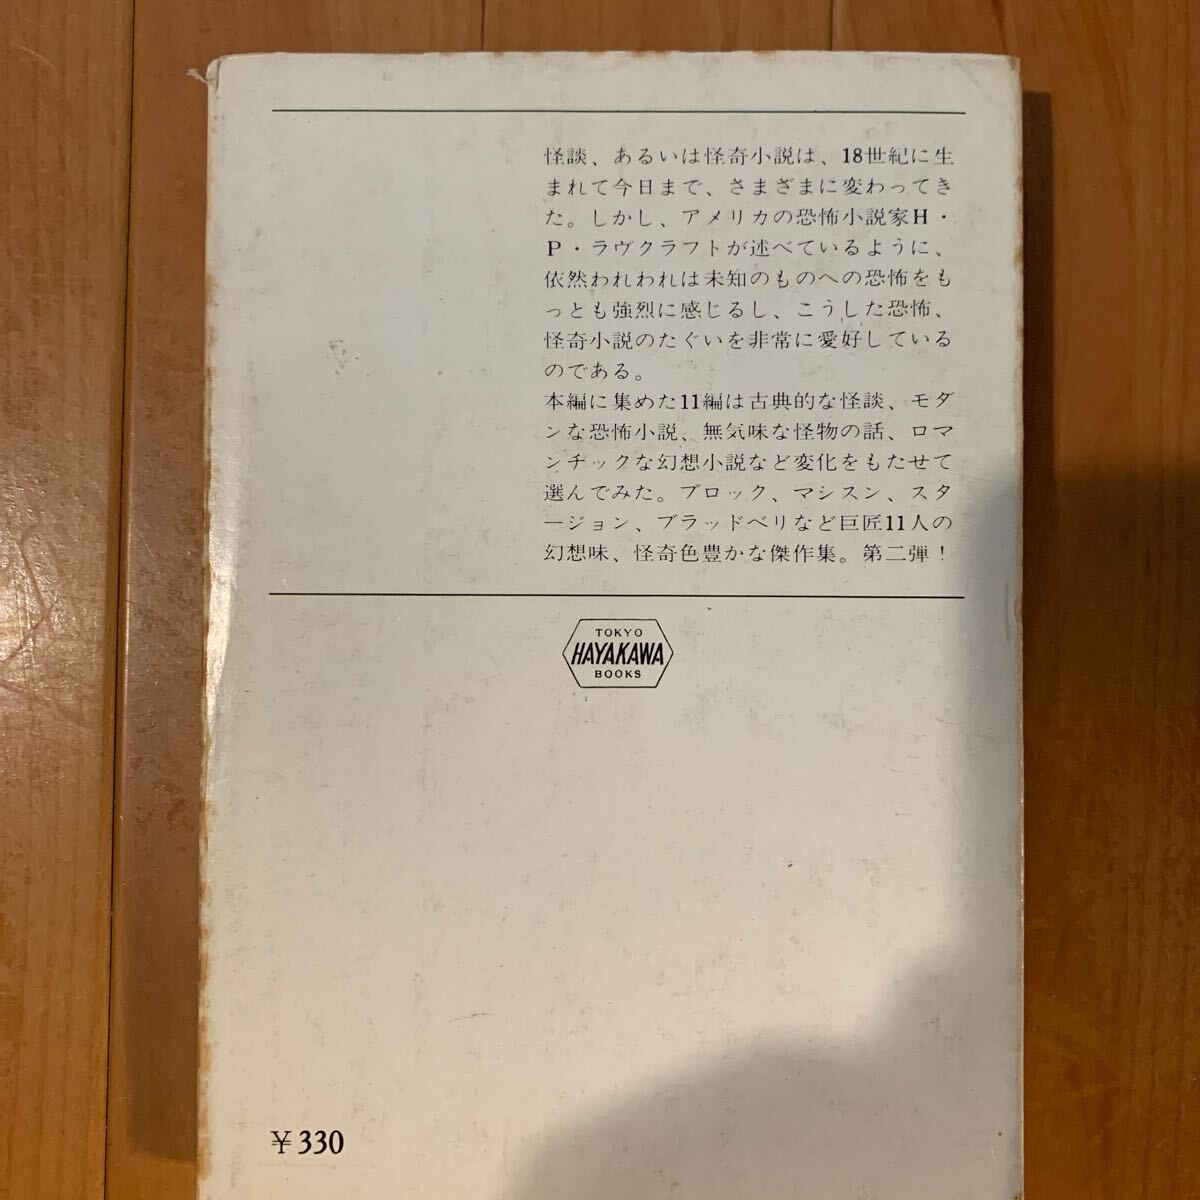 怪談、あるいは怪奇小説は、18世紀に生
まれて今日まで、さまざまに変わってき
た。しかし、アメリカの恐怖小説家H・
P・ラヴクラフトが述べているように、
依然われわれは未知のものへの恐怖をも
っとも強烈に感じるし、こうした恐怖、
怪奇小説のたぐいを非常に愛好している
のである。
本編に集めた11編は古典的な怪談、モダ
ンな恐怖小説、無気味な怪物の話、ロマ
ンチックな幻想小説など変化をもたせて
選んでみた。ブロック、マシスン、スタ
ージョン、ブラッドベリなど巨匠11人の
幻想味、怪奇色豊かな傑作集。第二弾！
TOKYO
HAYAKAWA
BOOKS
¥330